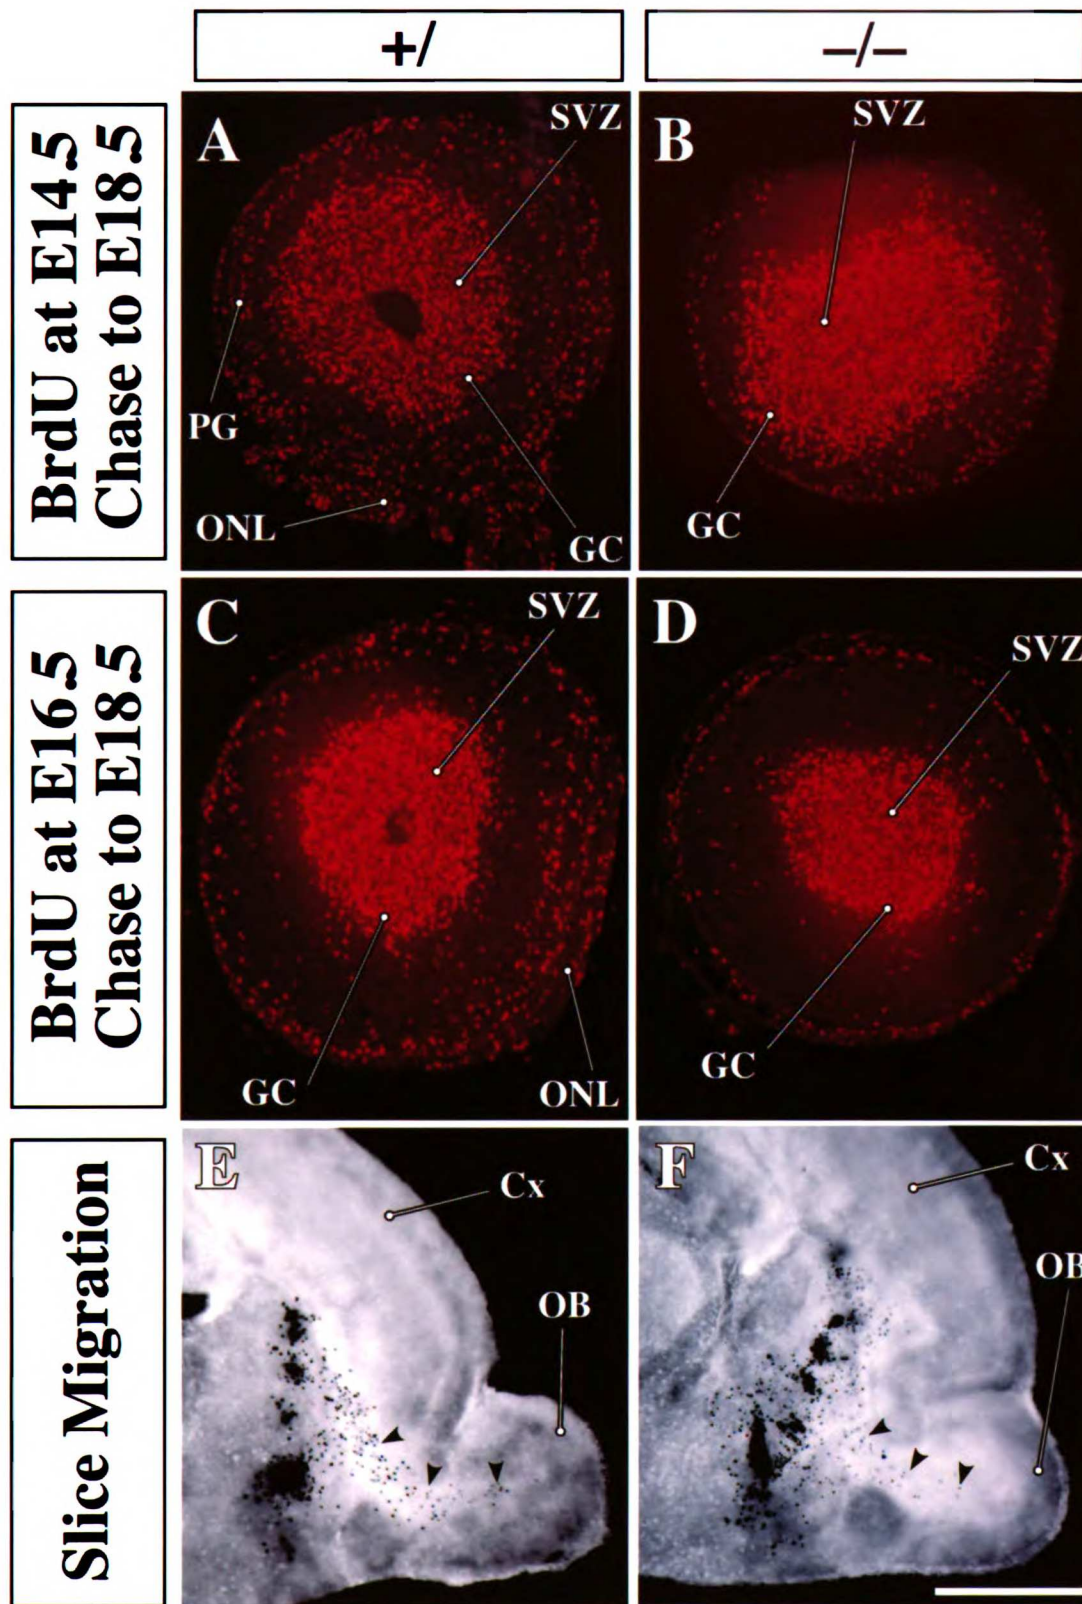 +/
–/–
BrdU at E14.5
Chase to E18.5
A
SVZ
PG
ONL
GC
B
SVZ
GC
BrdU at E16.5
Chase to E18.5
C
SVZ
GC
ONL
D
SVZ
GC
Slice Migration
E
Cx
OB
F
Cx
OB